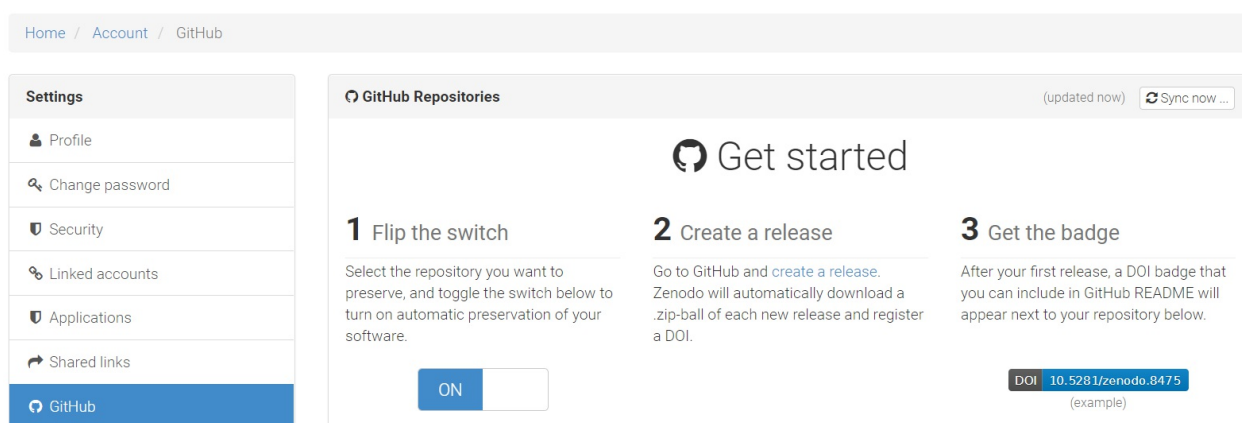 Home / Account / GitHub
Settings
Profile
Change password
Security
Linked accounts
Applications
Shared links
GitHub
GitHub Repositories
(updated now) Sync now ...
Get started
1 Flip the switch
Select the repository you want to
preserve, and toggle the switch below to
turn on automatic preservation of your
software.
ON
2 Create a release
Go to GitHub and create a release.
Zenodo will automatically download a
.zip-ball of each new release and register
a DOI.
3 Get the badge
After your first release, a DOI badge that
you can include in GitHub README will
appear next to your repository below.
DOI 10.5281/zenodo.8475
(example)